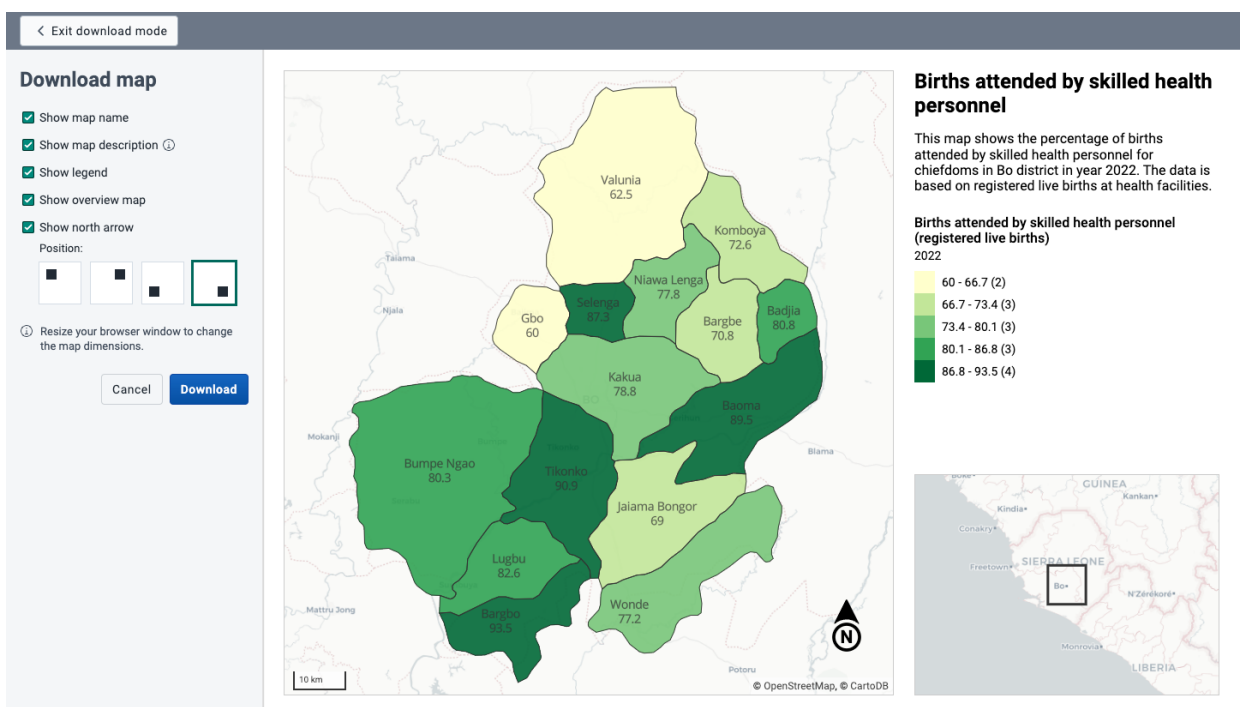 Exit download mode
Download map
Show map name
Show map description
Show legend
Show overview map
Show north arrow
Position:
Resize your browser window to change
the map dimensions.
Cancel
Download
Valunia
62.5
Komboya
72.6
Taiama
Niawa Lenga
77.8
Selenga
87.3
Njala
Gbo
60
Bargbe
70.8
Badjia
80.8
Kakua
78.8
BO
Baoma
89.5
Mokanji
Blama
Bumpe Ngao
80.3
Tikonko
90.9
Jaiama Bongor
69
Lugbu
82.6
Mattru Jong
Bargbo
93.5
Wonde
77.2
N
Potoru
10 km
© OpenStreetMap, © CartoDB
Births attended by skilled health
personnel
This map shows the percentage of births
attended by skilled health personnel for
chiefdoms in Bo district in year 2022. The data is
based on registered live births at health facilities.
Births attended by skilled health personnel
(registered live births)
2022
60 - 66.7 (2)
66.7 - 73.4 (3)
73.4 - 80.1 (3)
80.1 - 86.8 (3)
86.8 - 93.5 (4)
GUINEA
Kankan
Kindia
Conakry
Freetown
SIERRA LEONE
Bo
N'Zérékoré
Monrovia
LIBERIA